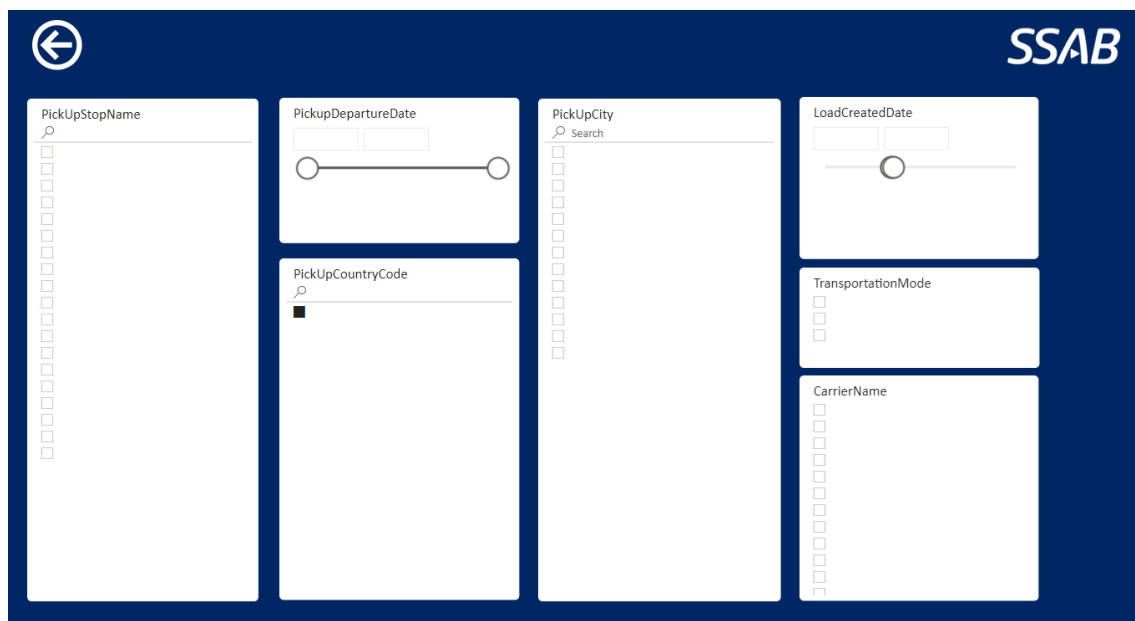 SSAB
PickUpStopName
PickupDepartureDate
PickUpCity
Search
LoadCreatedDate
PickUpCountryCode
TransportationMode
CarrierName